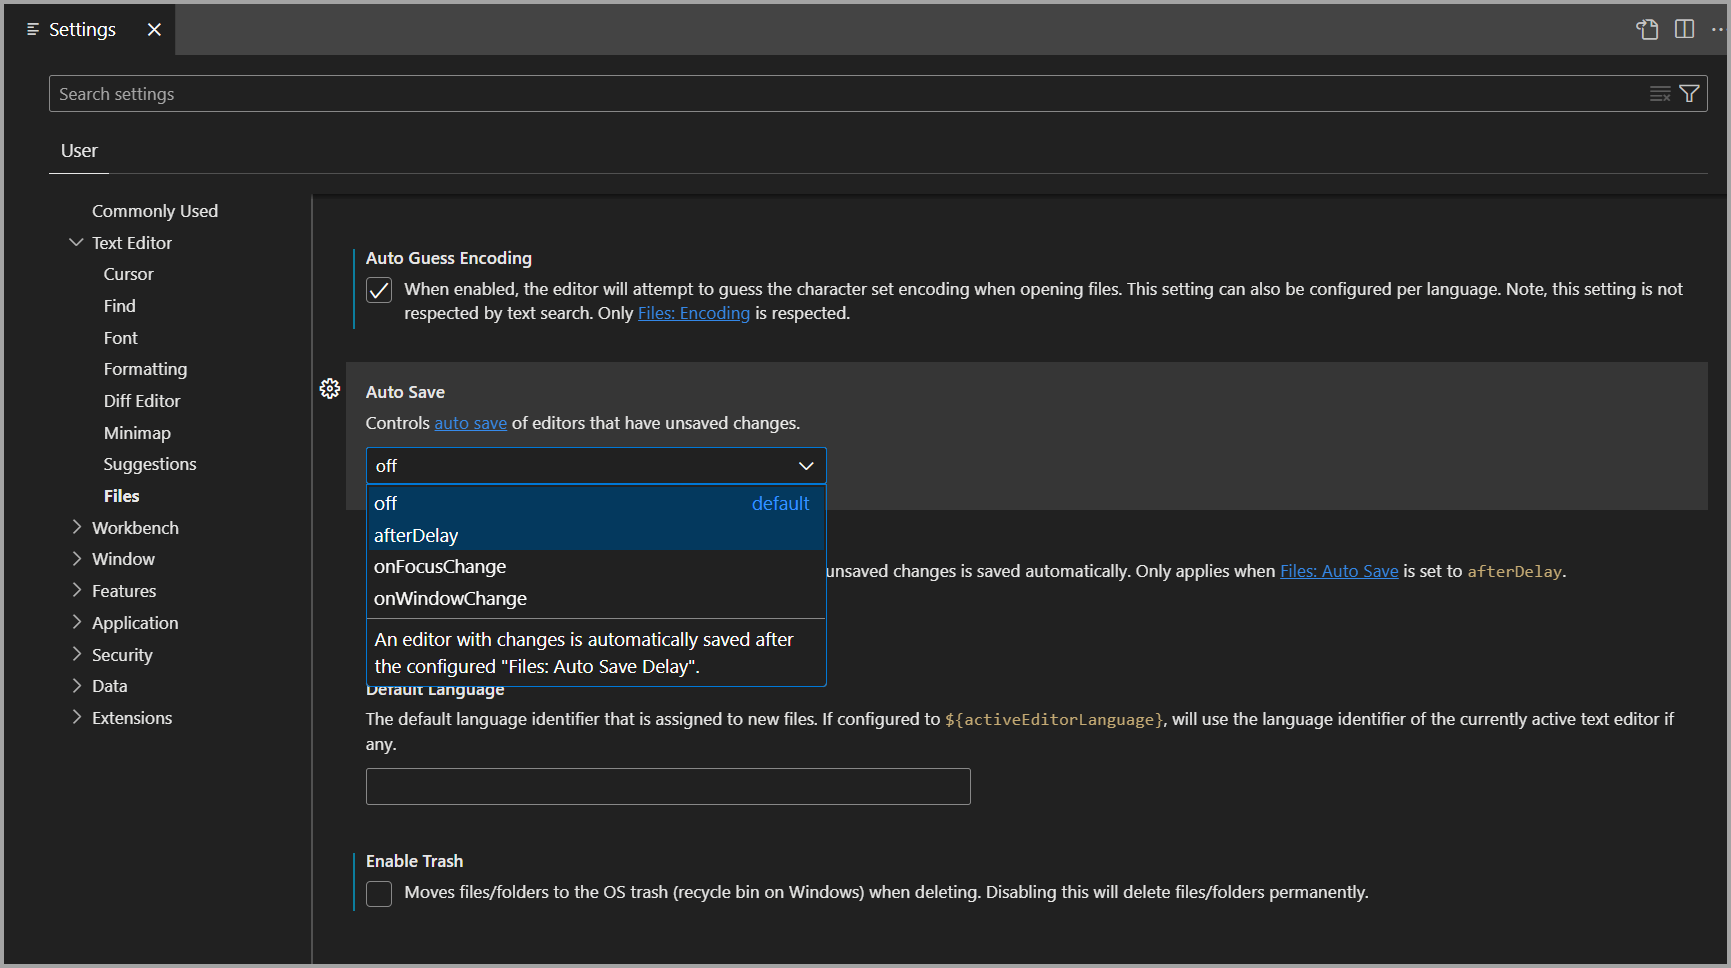 Settings
Search settings
User
Commonly Used
Text Editor
Cursor
Find
Font
Formatting
Diff Editor
Minimap
Suggestions
Files
Workbench
Window
Features
Application
Security
Data
Extensions
Auto Guess Encoding
When enabled, the editor will attempt to guess the character set encoding when opening files. This setting can also be configured per language. Note, this setting is not
respected by text search. Only Files: Encoding is respected.
Auto Save
Controls auto save of editors that have unsaved changes.
off
off default
afterDelay
onFocusChange
onWindowChange
An editor with changes is automatically saved after
the configured "Files: Auto Save Delay".
unsaved changes is saved automatically. Only applies when Files: Auto Save is set to afterDelay.
Default Language
The default language identifier that is assigned to new files. If configured to ${activeEditorLanguage}, will use the language identifier of the currently active text editor if
any.
Enable Trash
Moves files/folders to the OS trash (recycle bin on Windows) when deleting. Disabling this will delete files/folders permanently.